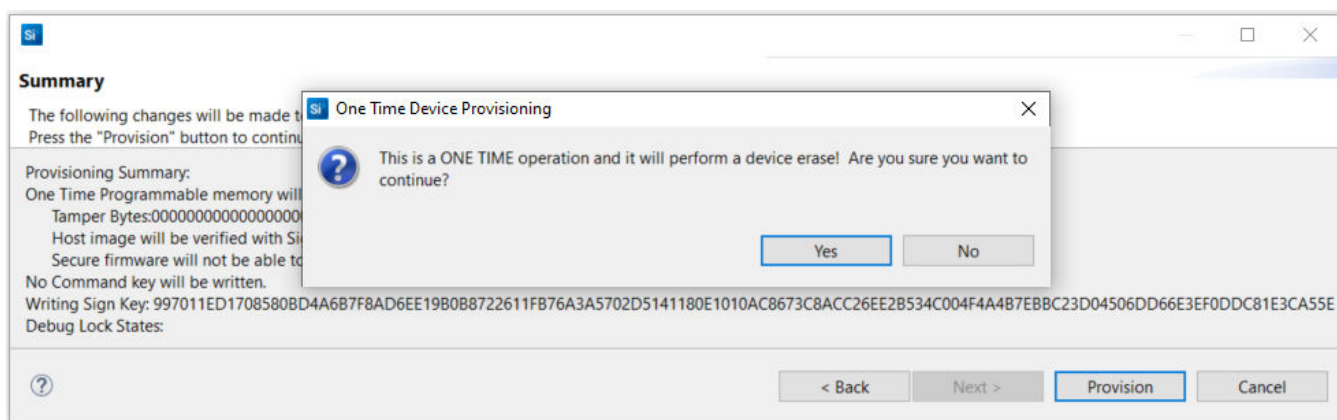 Si
Summary
The following changes will be made t
Press the "Provision" button to continu
Si One Time Device Provisioning
This is a ONE TIME operation and it will perform a device erase! Are you sure you want to
continue?
Yes No
Provisioning Summary:
One Time Programmable memory will
Tamper Bytes:000000000000000000
Host image will be verified with Si
Secure firmware will not be able to
No Command key will be written.
Writing Sign Key: 997011ED1708580BD4A6B7F8AD6EE19B0B8722611FB76A3A5702D5141180E1010AC8673C8ACC26EE2B534C004F4A4B7EBBC23D04506DD66E3EF0DDC81E3CA55E
Debug Lock States:
< Back Next > Provision Cancel